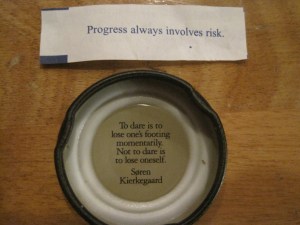 Progress always involves risk.
To dare is to
lose one's footing
momentarily.
Not to dare is
to lose oneself.
Søren
Kierkegaard